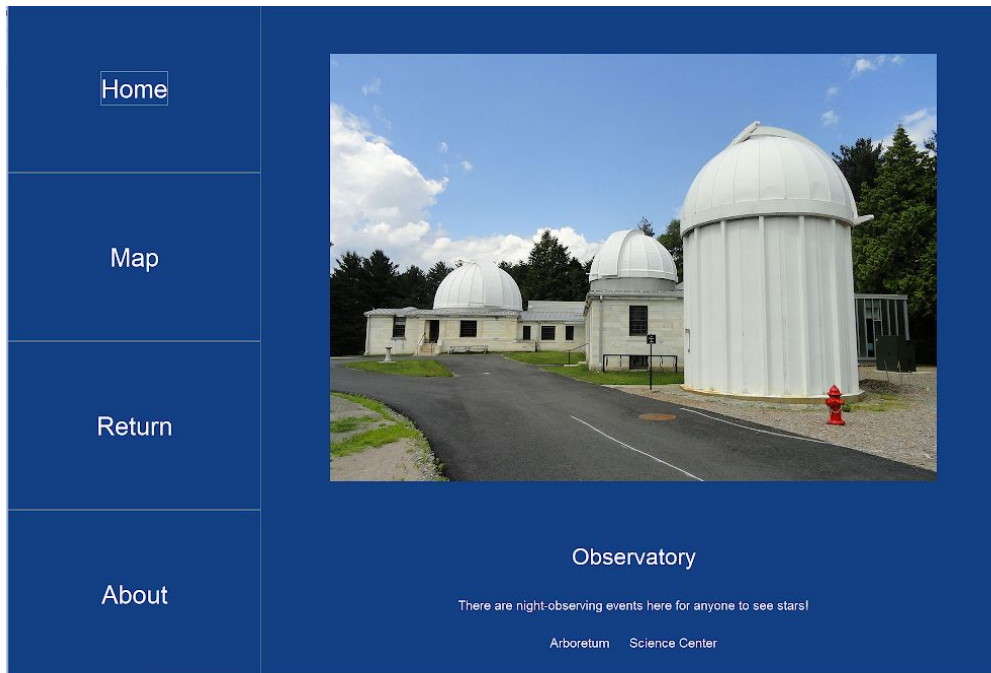 Home
Map
Return
About
Observatory
There are night-observing events here for anyone to see stars!
Arboretum Science Center